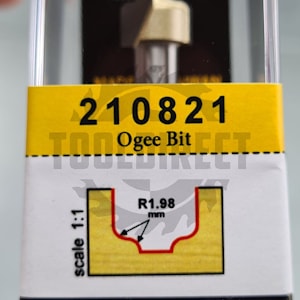 210821
Ogee Bit
TOOLDIRECT
scale 1:1
R1.98
mm